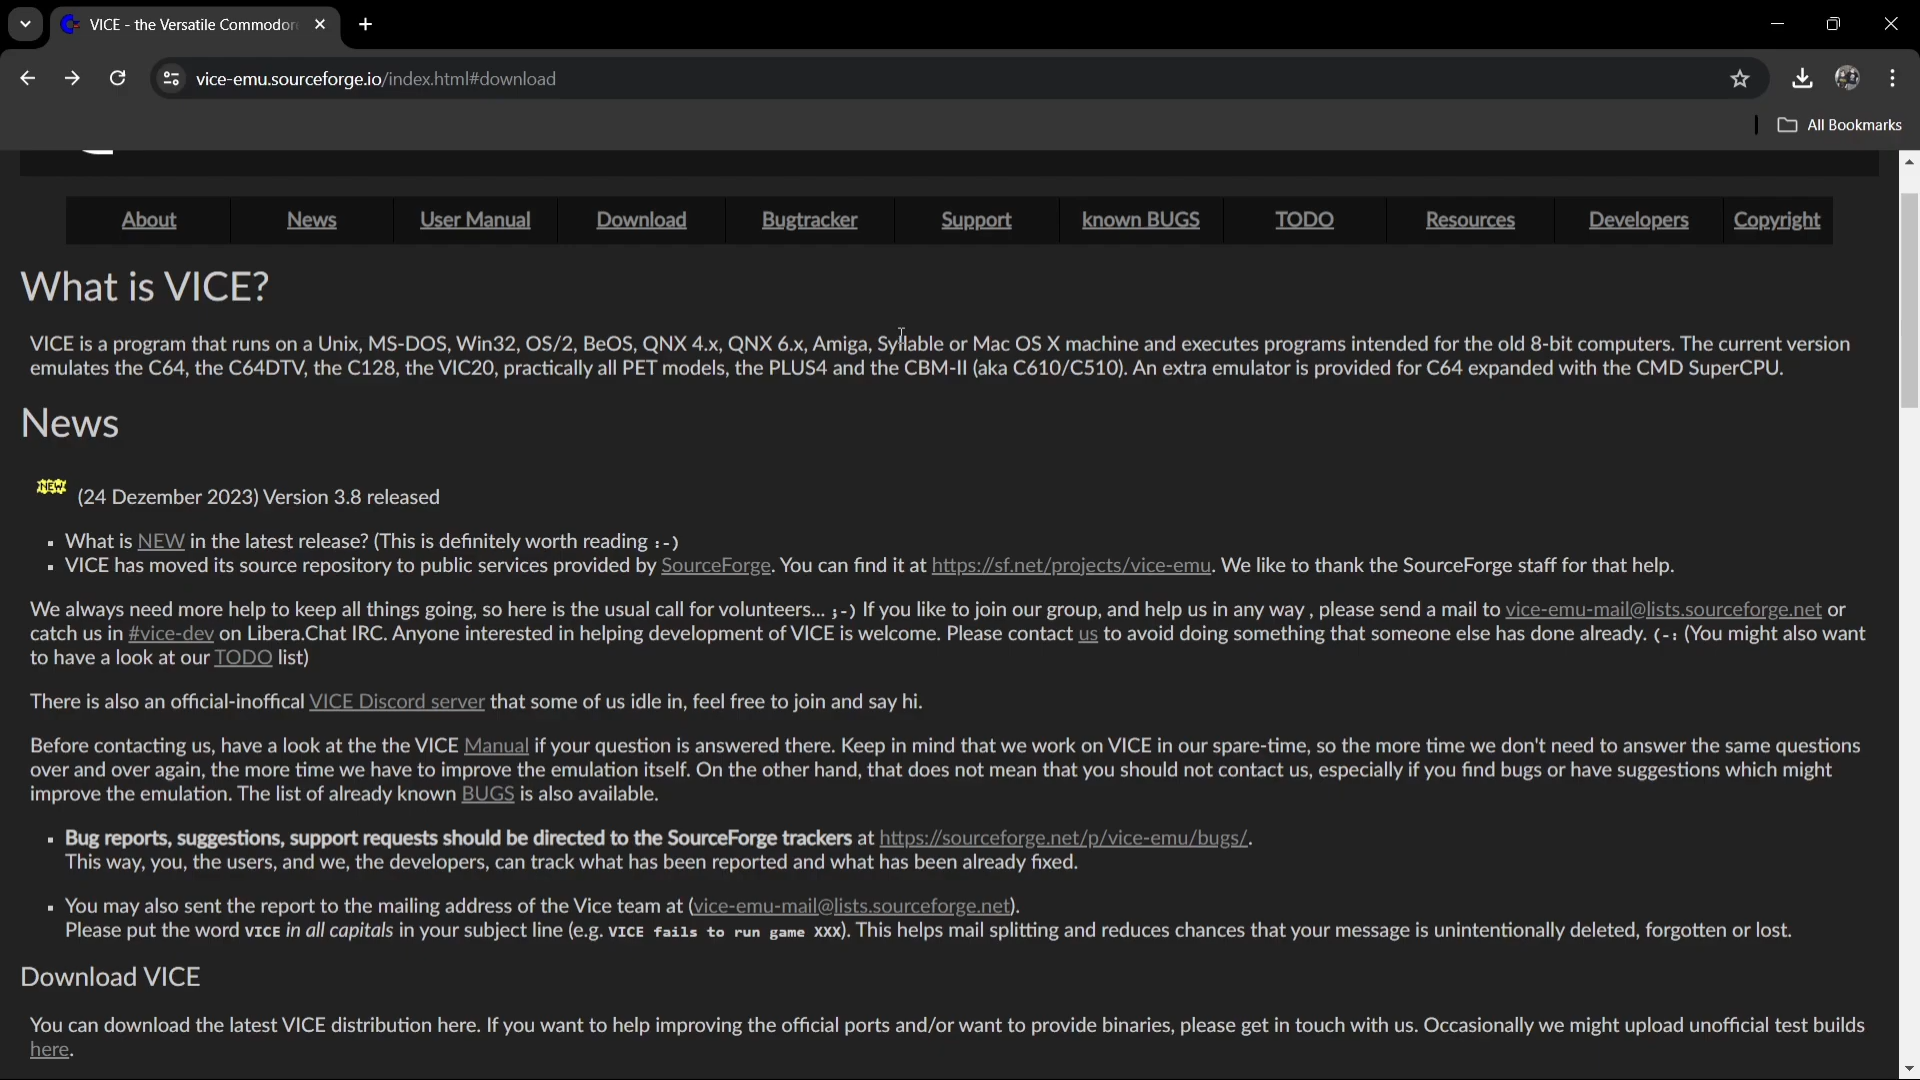 VICE - the Versatile Commodor
vice-emu.sourceforge.io/index.html#download
All Bookmarks
About News User Manual Download Bugtracker Support known BUGS TODO Resources Developers Copyright
What is VICE?
VICE is a program that runs on a Unix, MS-DOS, Win32, OS/2, BeOS, QNX 4.x, QNX 6.x, Amiga, Syllable or Mac OS X machine and executes programs intended for the old 8-bit computers. The current version
emulates the C64, the C64DTV, the C128, the VIC20, practically all PET models, the PLUS4 and the CBM-II (aka C610/C510). An extra emulator is provided for C64 expanded with the CMD SuperCPU.
News
NEW (24 Dezember 2023) Version 3.8 released
▪ What is NEW in the latest release? (This is definitely worth reading :-)
▪ VICE has moved its source repository to public services provided by SourceForge. You can find it at https://sf.net/projects/vice-emu. We like to thank the SourceForge staff for that help.
We always need more help to keep all things going, so here is the usual call for volunteers... ;-) If you like to join our group, and help us in any way , please send a mail to vice-emu-mail@lists.sourceforge.net or
catch us in #vice-dev on Libera.Chat IRC. Anyone interested in helping development of VICE is welcome. Please contact us to avoid doing something that someone else has done already. (-: (You might also want
to have a look at our TODO list)
There is also an official-inoffical VICE Discord server that some of us idle in, feel free to join and say hi.
Before contacting us, have a look at the the VICE Manual if your question is answered there. Keep in mind that we work on VICE in our spare-time, so the more time we don't need to answer the same questions
over and over again, the more time we have to improve the emulation itself. On the other hand, that does not mean that you should not contact us, especially if you find bugs or have suggestions which might
improve the emulation. The list of already known BUGS is also available.
▪ Bug reports, suggestions, support requests should be directed to the SourceForge trackers at https://sourceforge.net/p/vice-emu/bugs/.
This way, you, the users, and we, the developers, can track what has been reported and what has been already fixed.
▪ You may also sent the report to the mailing address of the Vice team at (vice-emu-mail@lists.sourceforge.net).
Please put the word VICE in all capitals in your subject line (e.g. VICE fails to run game XXX). This helps mail splitting and reduces chances that your message is unintentionally deleted, forgotten or lost.
Download VICE
You can download the latest VICE distribution here. If you want to help improving the official ports and/or want to provide binaries, please get in touch with us. Occasionally we might upload unofficial test builds
here.